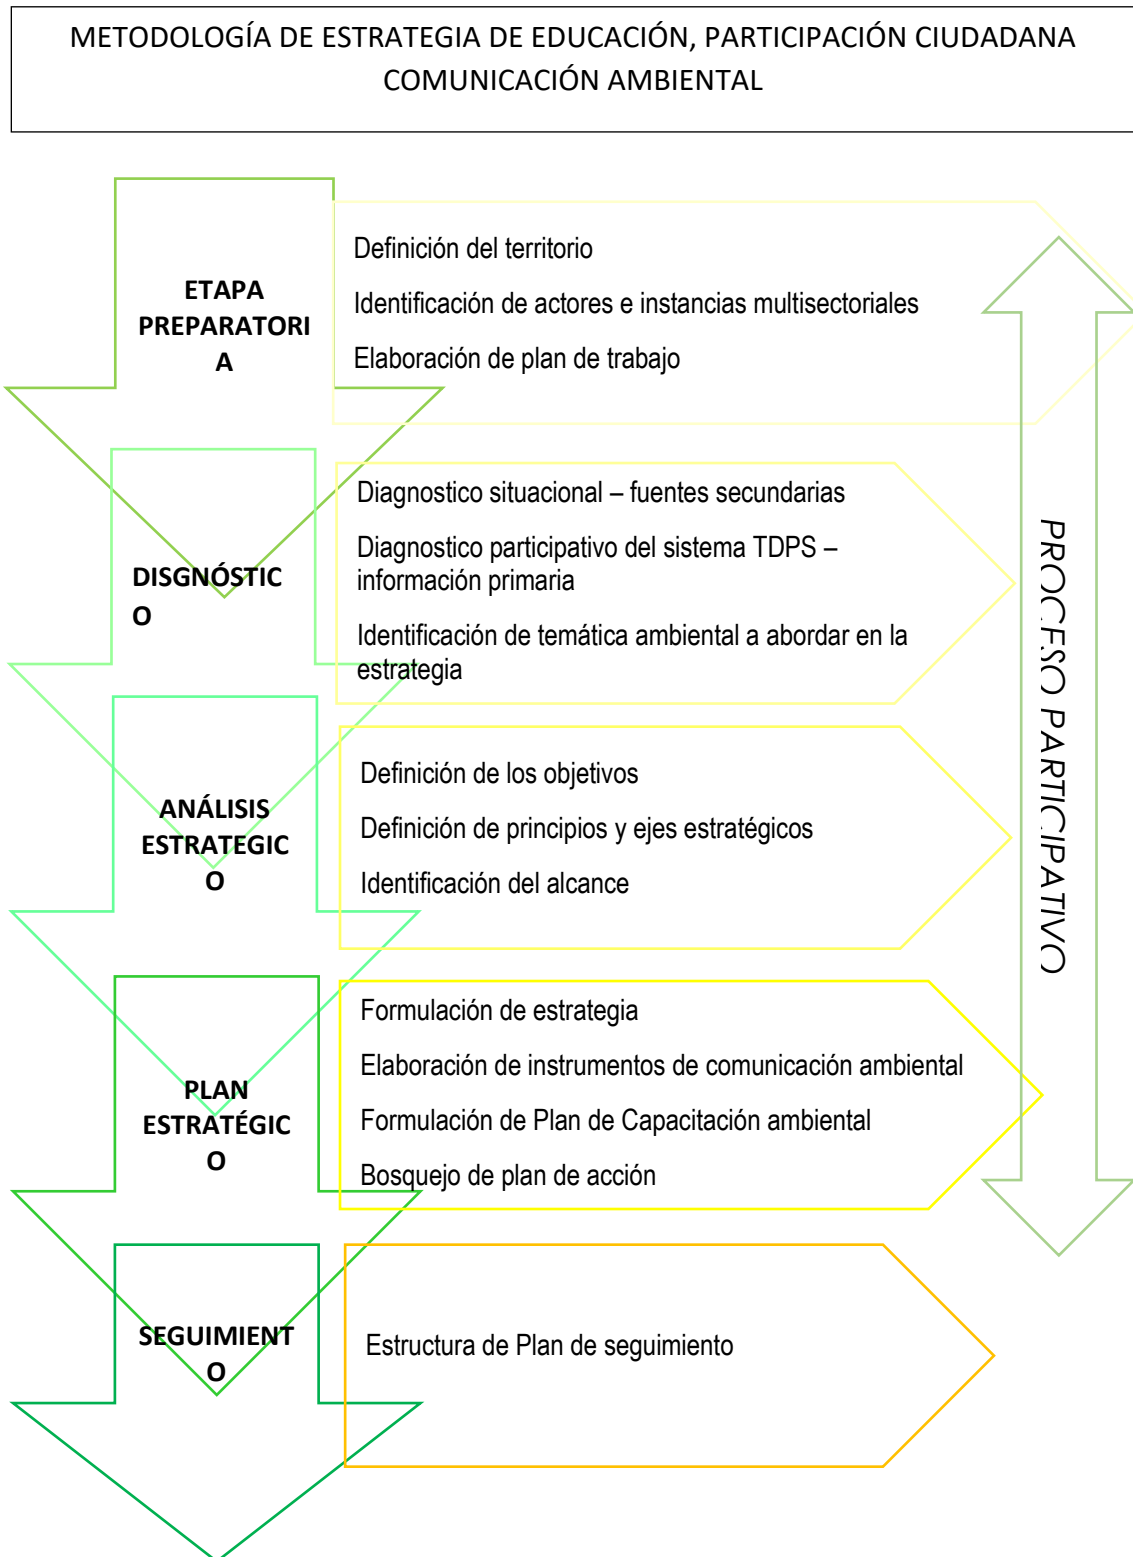 METODOLOGÍA DE ESTRATEGIA DE EDUCACIÓN, PARTICIPACIÓN CIUDADANA
COMUNICACIÓN AMBIENTAL
ETAPA
PREPARATORI
A
Definición del territorio
Identificación de actores e instancias multisectoriales
Elaboración de plan de trabajo
DISGNÓSTIC
O
Diagnostico situacional – fuentes secundarias
Diagnostico participativo del sistema TDPS –
información primaria
Identificación de temática ambiental a abordar en la
estrategia
ANÁLISIS
ESTRATEGIC
O
Definición de los objetivos
Definición de principios y ejes estratégicos
Identificación del alcance
PLAN
ESTRATÉGIC
O
Formulación de estrategia
Elaboración de instrumentos de comunicación ambiental
Formulación de Plan de Capacitación ambiental
Bosquejo de plan de acción
SEGUIMIENT
O
Estructura de Plan de seguimiento
PROCESO PARTICIPATIVO